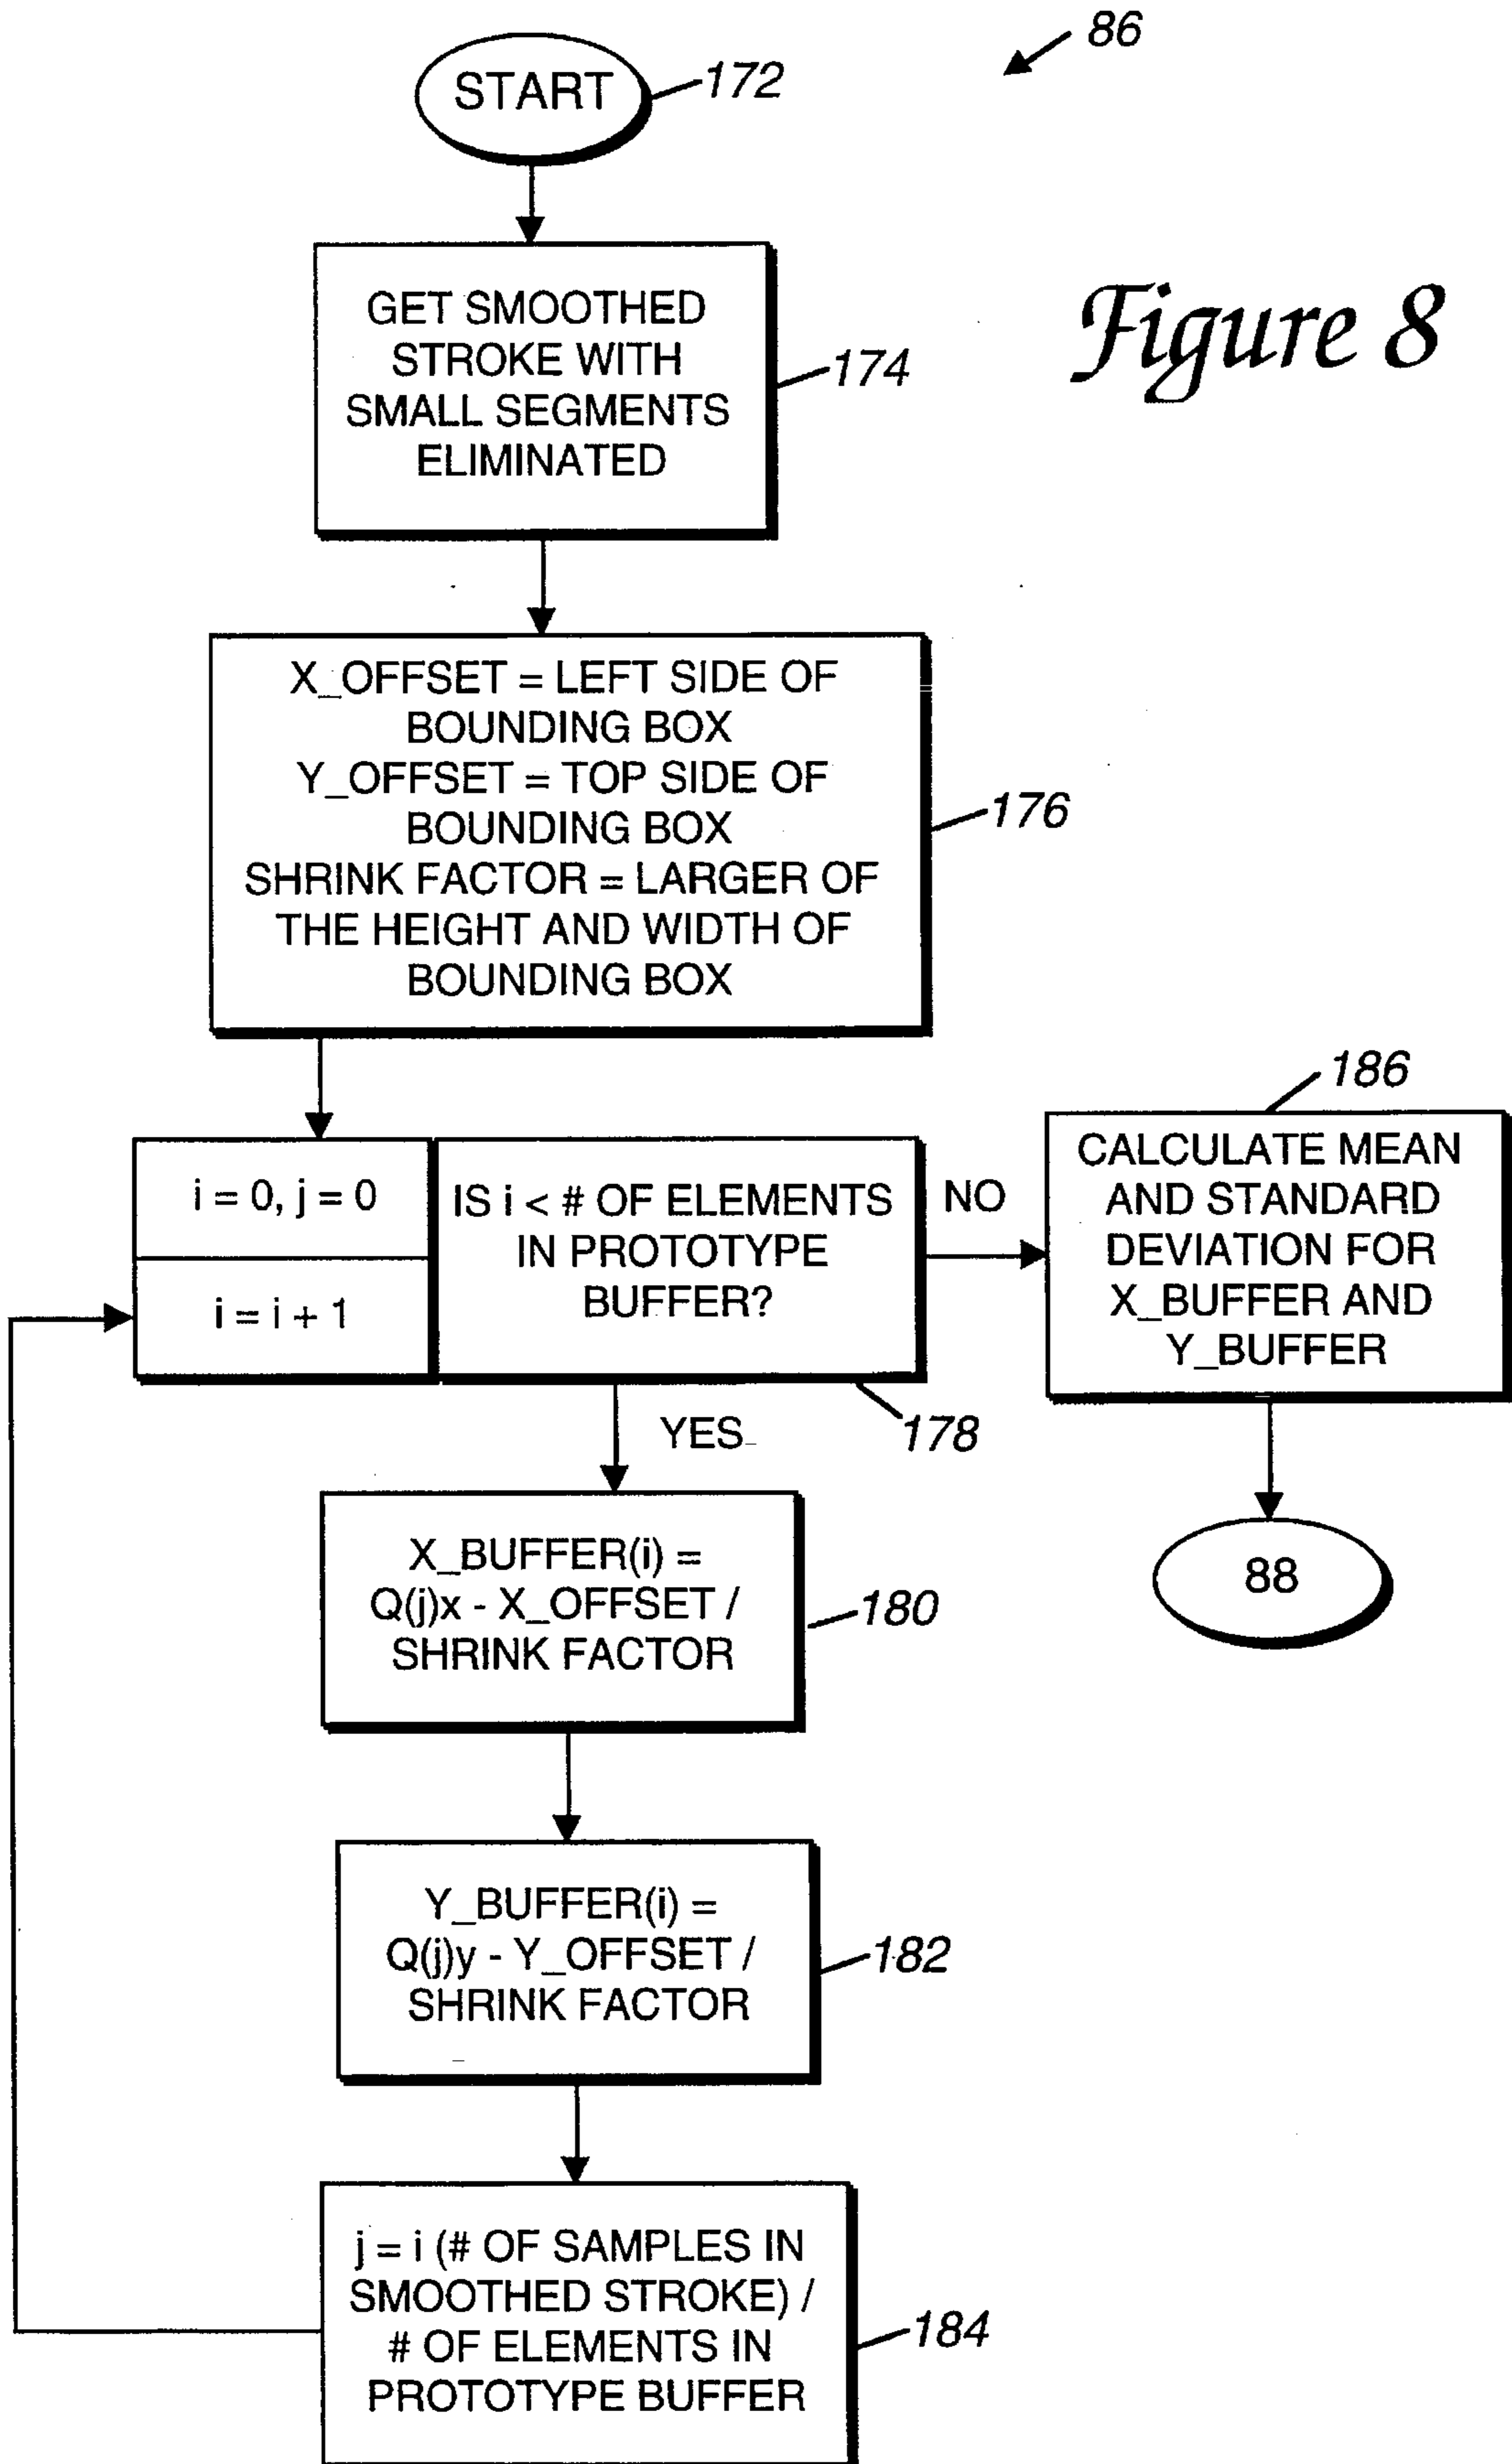 86
START
172
GET SMOOTHED
STROKE WITH
SMALL SEGMENTS
ELIMINATED
174
Figure 8
X_OFFSET = LEFT SIDE OF
BOUNDING BOX
Y_OFFSET = TOP SIDE OF
BOUNDING BOX
SHRINK FACTOR = LARGER OF
THE HEIGHT AND WIDTH OF
BOUNDING BOX
176
i = 0, j = 0
i = i + 1
IS i < # OF ELEMENTS
IN PROTOTYPE
BUFFER?
178
NO
186
CALCULATE MEAN
AND STANDARD
DEVIATION FOR
X_BUFFER AND
Y_BUFFER
88
YES
X_BUFFER(i) =
Q(j)x - X_OFFSET /
SHRINK FACTOR
180
Y_BUFFER(i) =
Q(j)y - Y_OFFSET /
SHRINK FACTOR
182
j = i (# OF SAMPLES IN
SMOOTHED STROKE) /
# OF ELEMENTS IN
PROTOTYPE BUFFER
184